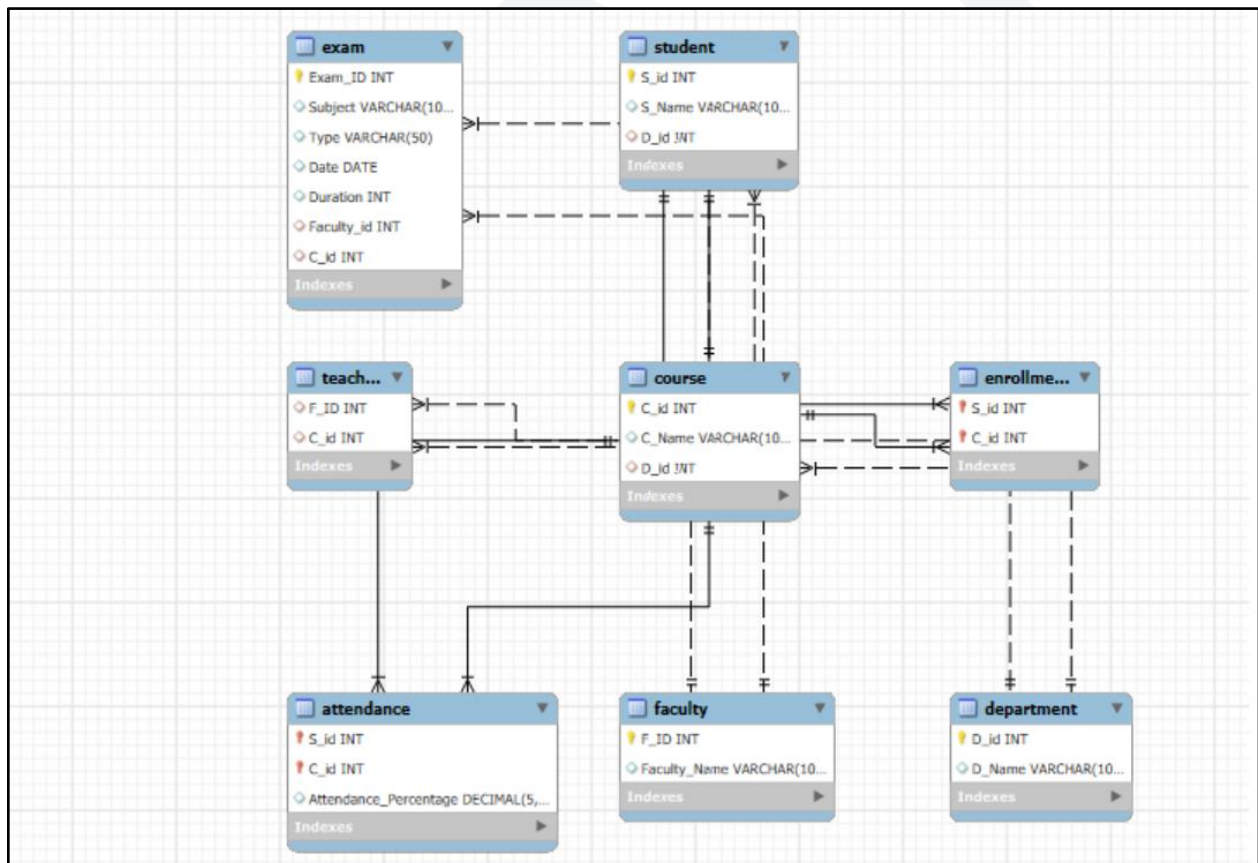 exam
Exam_ID INT
Subject VARCHAR(10...
Type VARCHAR(50)
Date DATE
Duration INT
Faculty_id INT
C_id INT
Indexes
student
S_id INT
S_Name VARCHAR(10...
D_id INT
Indexes
teach...
F_ID INT
C_id INT
Indexes
course
C_id INT
C_Name VARCHAR(10...
D_id INT
Indexes
enrollme...
S_id INT
C_id INT
Indexes
attendance
S_id INT
C_id INT
Attendance_Percentage DECIMAL(5,...
Indexes
faculty
F_ID INT
Faculty_Name VARCHAR(10...
Indexes
department
D_id INT
D_Name VARCHAR(10...
Indexes